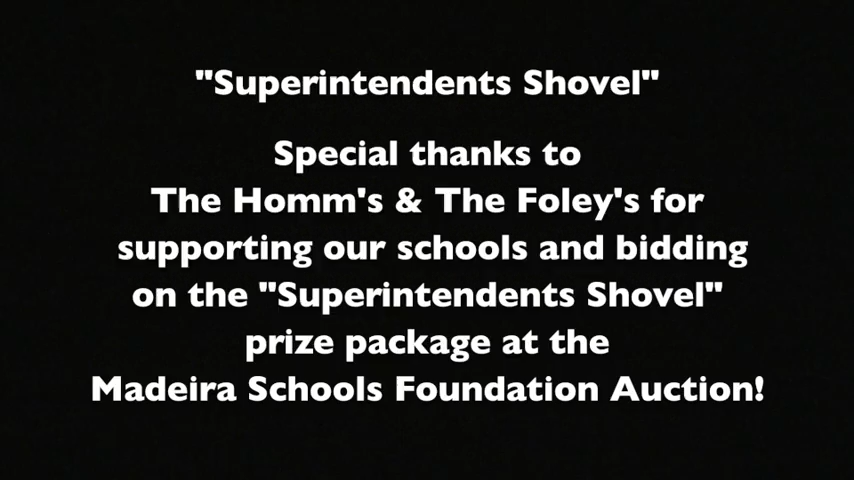 "Superintendents Shovel"
Special thanks to
The Homm's & The Foley's for
supporting our schools and bidding
on the "Superintendents Shovel"
prize package at the
Madeira Schools Foundation Auction!